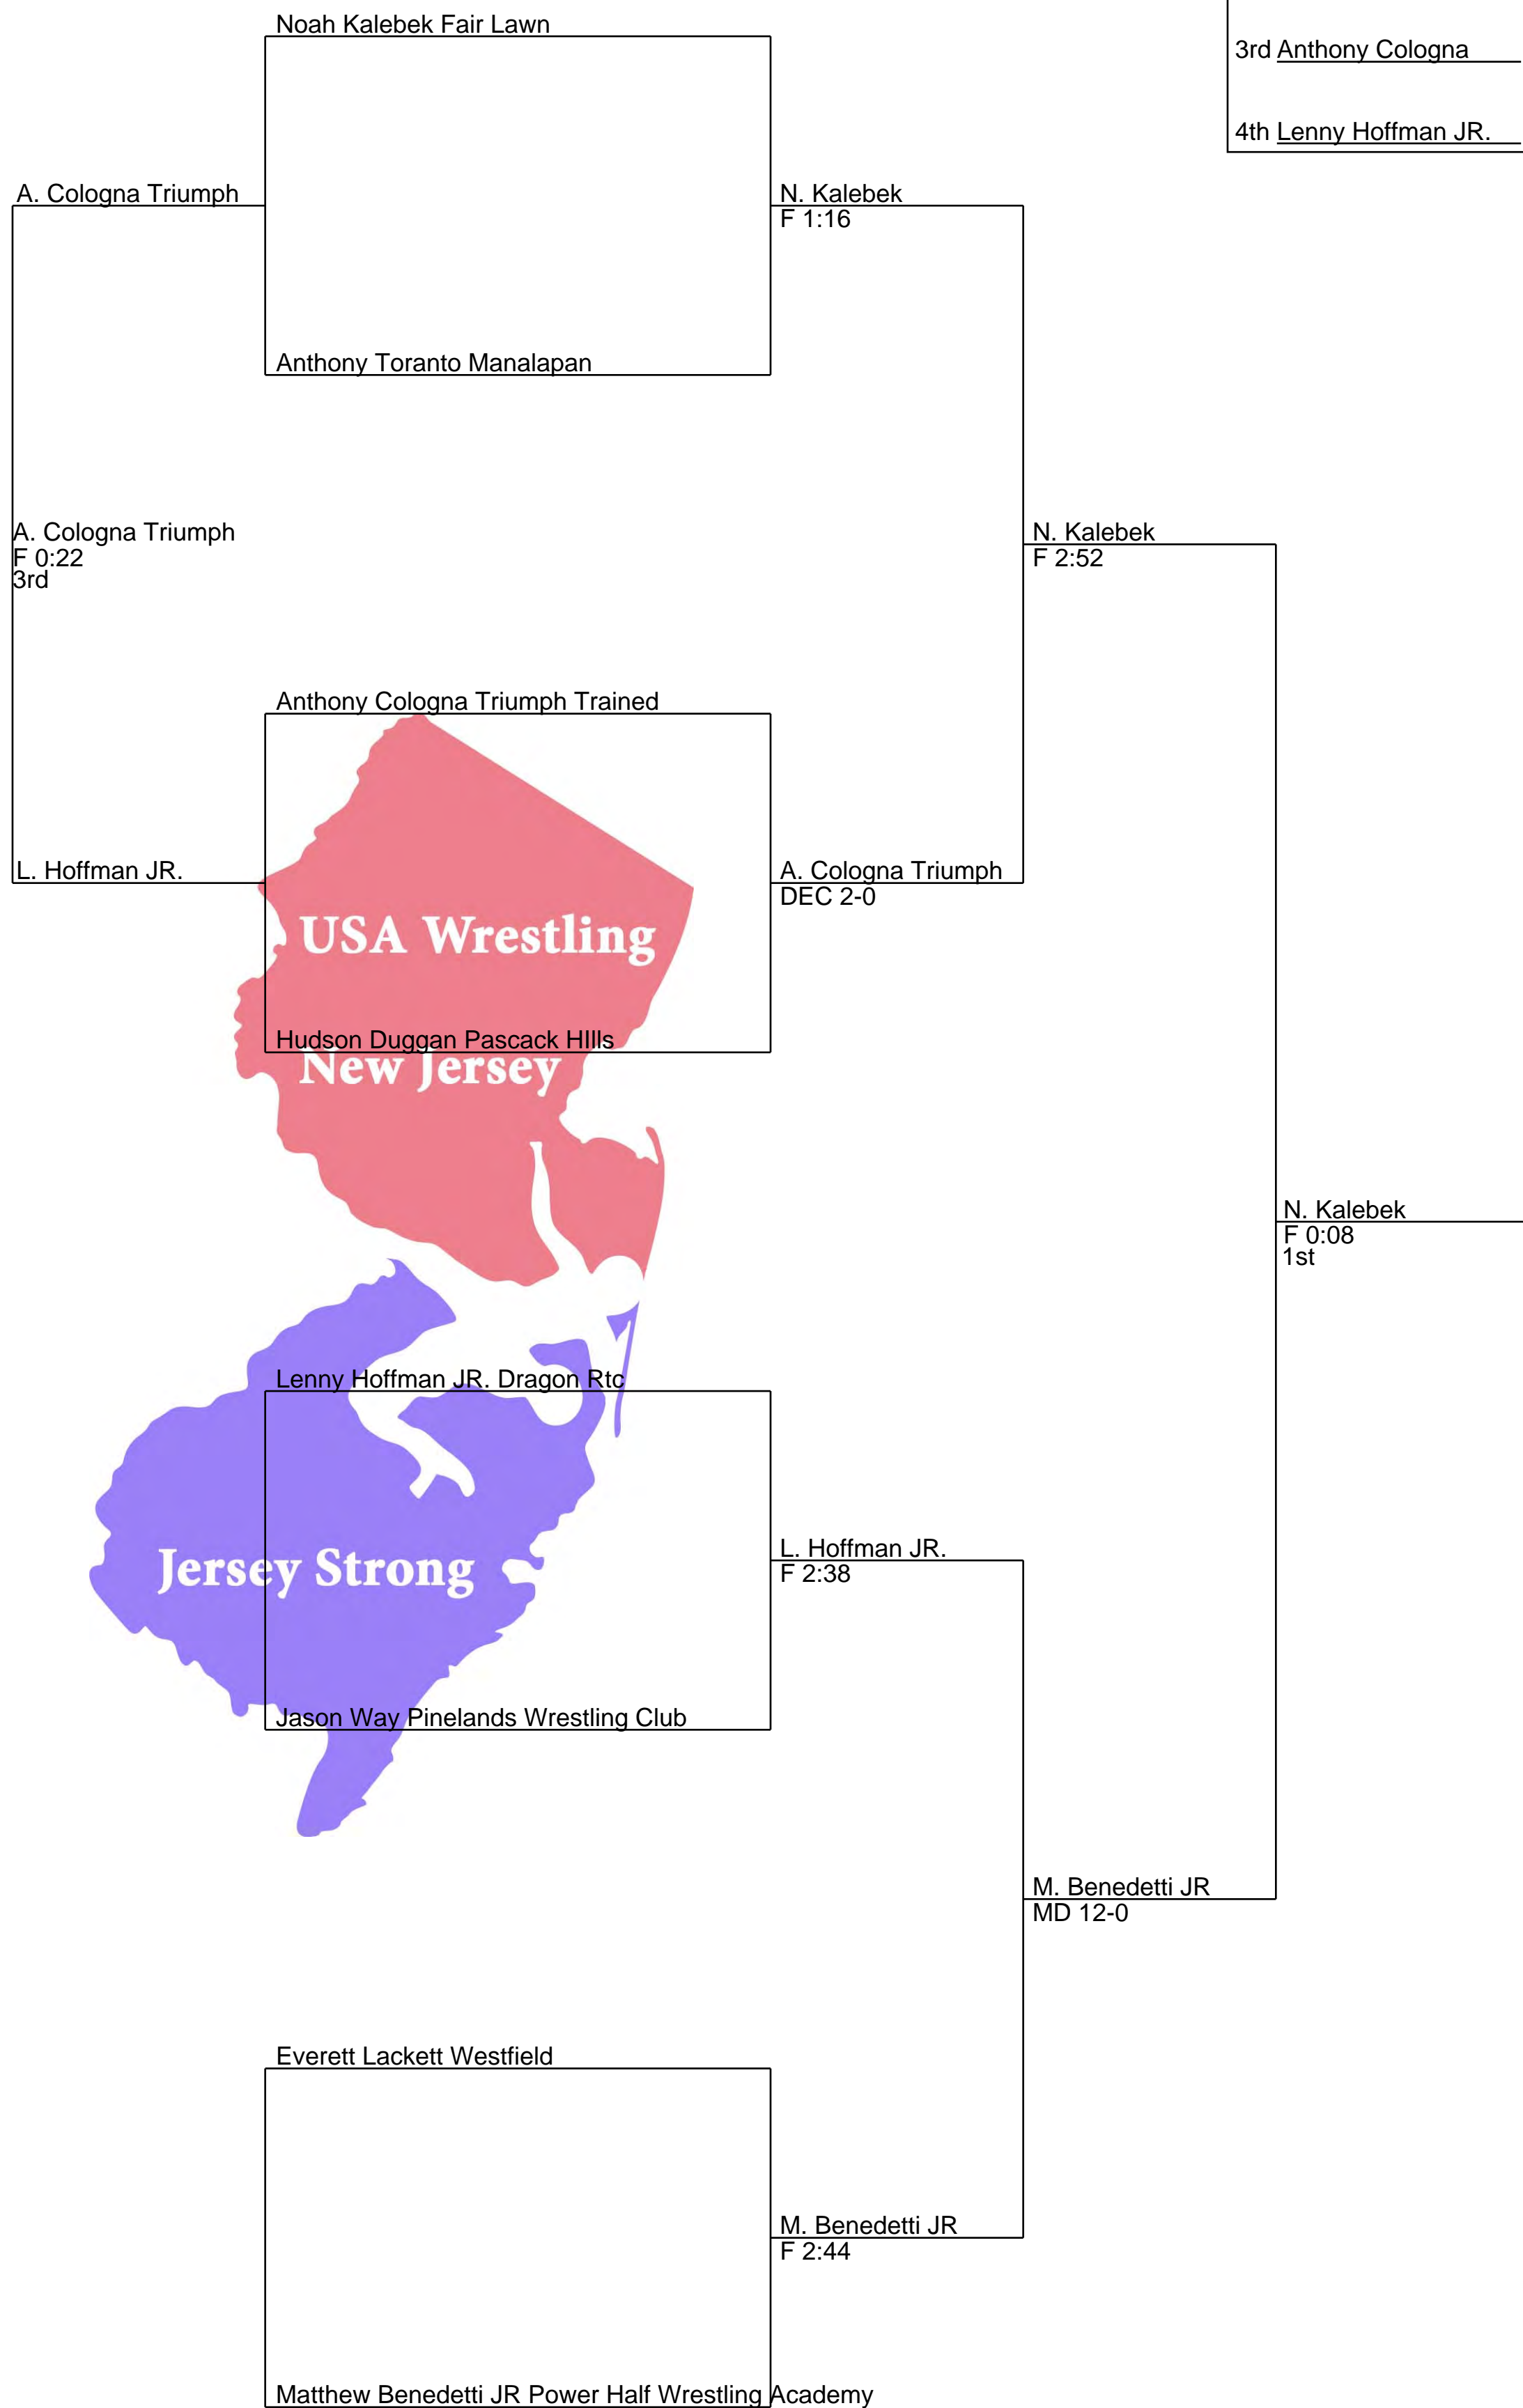 Noah Kalebek Fair Lawn
3rd Anthony Cologna
4th Lenny Hoffman JR.
A. Cologna Triumph
N. Kalebek
F 1:16
Anthony Toranto Manalapan
A. Cologna Triumph
F 0:22
3rd
N. Kalebek
F 2:52
Anthony Cologna Triumph Trained
L. Hoffman JR.
A. Cologna Triumph
DEC 2-0
USA Wrestling
Hudson Duggan Pascack HIlls
New Jersey
N. Kalebek
F 0:08
1st
Lenny Hoffman JR. Dragon Rtc
L. Hoffman JR.
F 2:38
Jersey Strong
Jason Way Pinelands Wrestling Club
M. Benedetti JR
MD 12-0
Everett Lackett Westfield
M. Benedetti JR
F 2:44
Matthew Benedetti JR Power Half Wrestling Academy